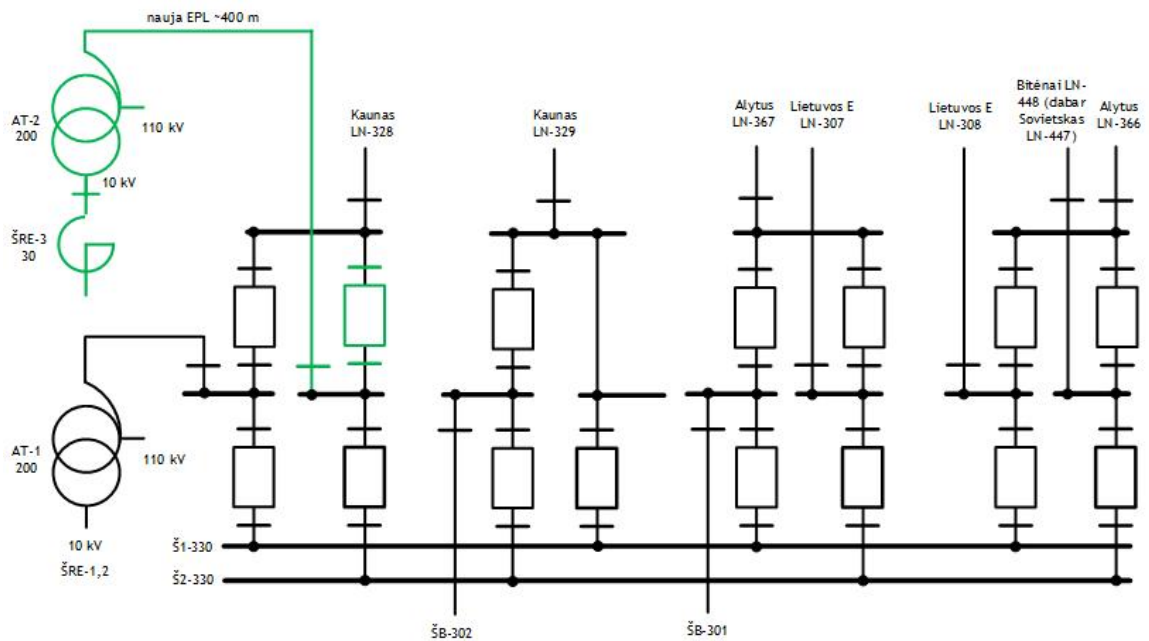 nauja EPL ~400 m
AT-2
200
110 kV
10 kV
ŠRE-3
30
Kaunas
LN-328
Kaunas
LN-329
Alytus
LN-367
Lietuvos E
LN-307
Lietuvos E
LN-308
Bitėnai LN-
448 (dabar
Sovietskas
LN-447)
Alytus
LN-366
AT-1
200
110 kV
10 kV
ŠRE-1,2
Š1-330
Š2-330
ŠB-302
ŠB-301